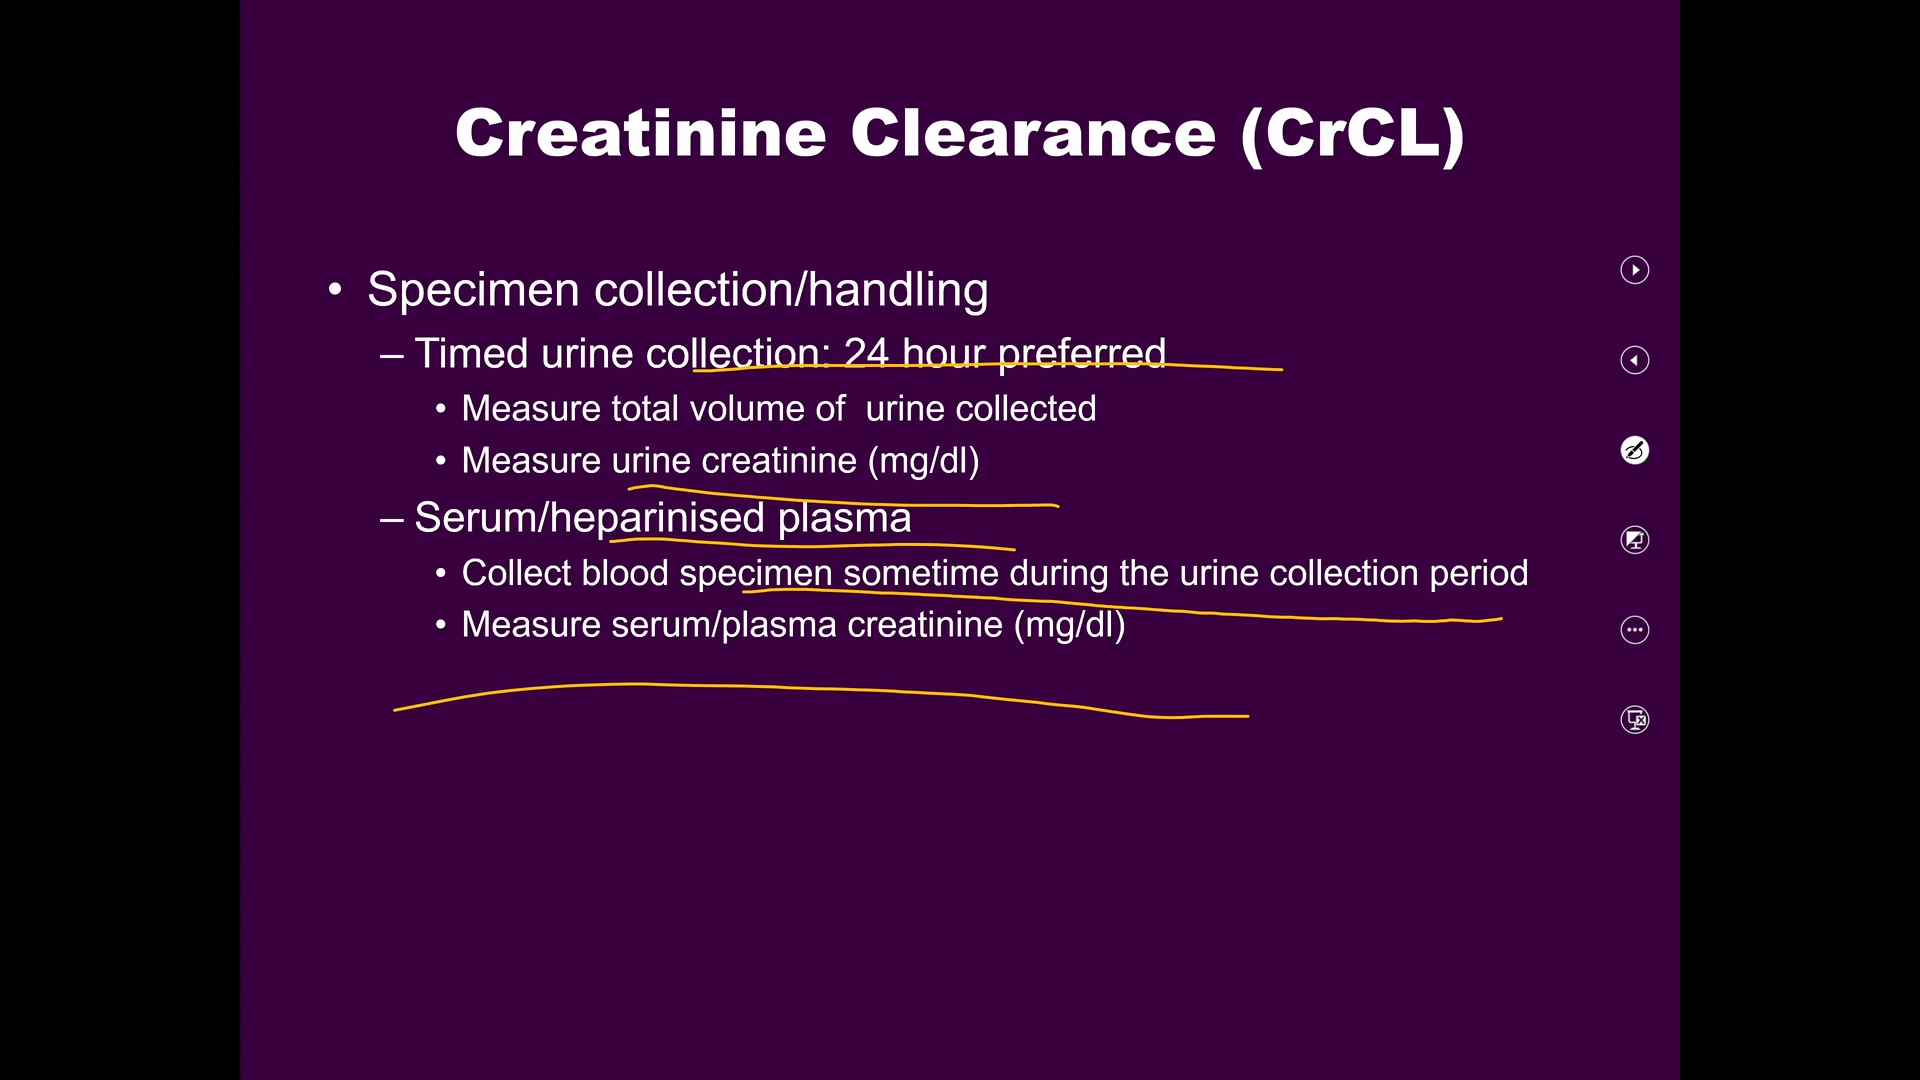 Creatinine Clearance (CrCL)
• Specimen collection/handling
– Timed urine collection: 24 hour preferred
• Measure total volume of  urine collected
• Measure urine creatinine (mg/dl)
– Serum/heparinised plasma
• Collect blood specimen sometime during the urine collection period
• Measure serum/plasma creatinine (mg/dl)